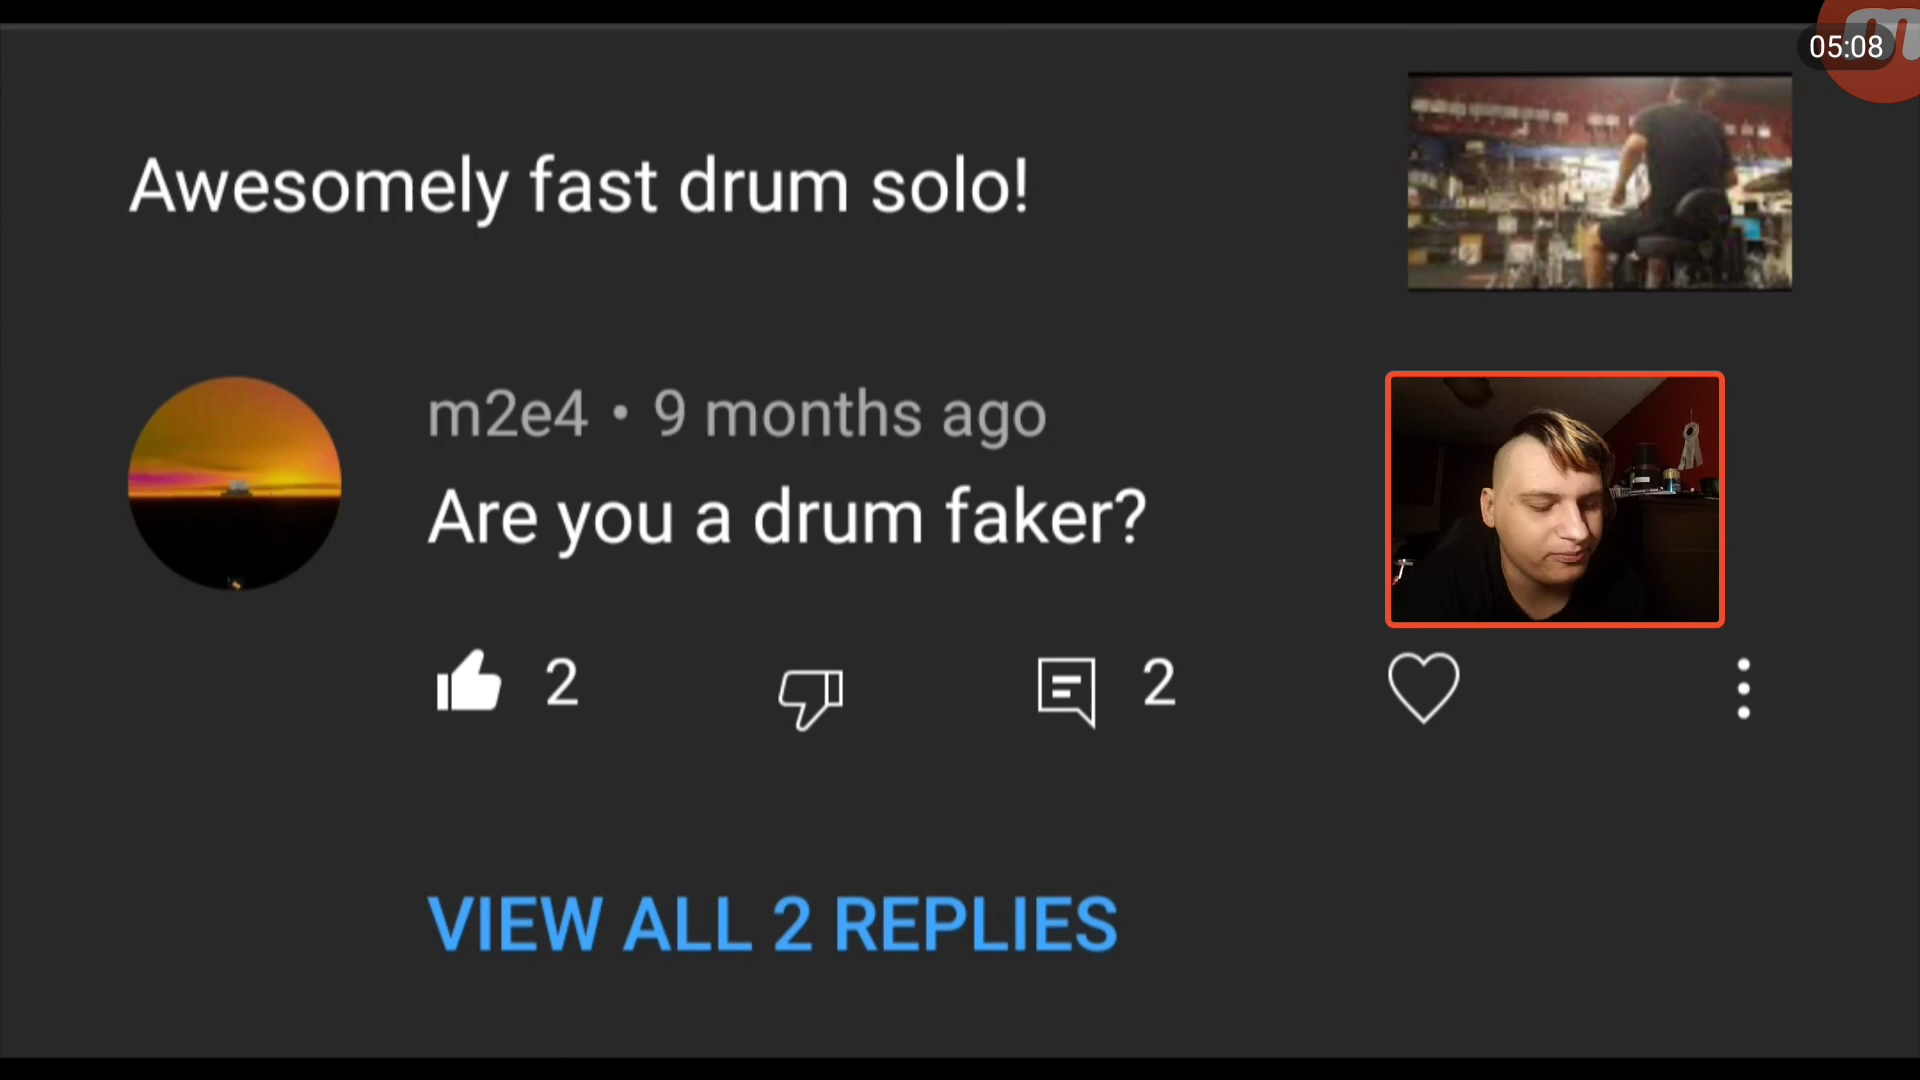 05:08
Awesomely fast drum solo!
m2e4 • 9 months ago
Are you a drum faker?
2
2
VIEW ALL 2 REPLIES